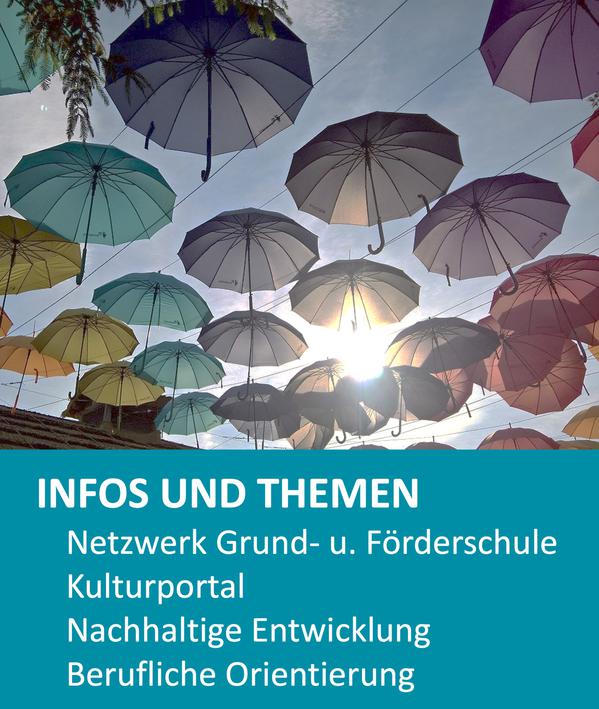 INFOS UND THEMEN
Netzwerk Grund- u. Förderschule
Kulturportal
Nachhaltige Entwicklung
Berufliche Orientierung